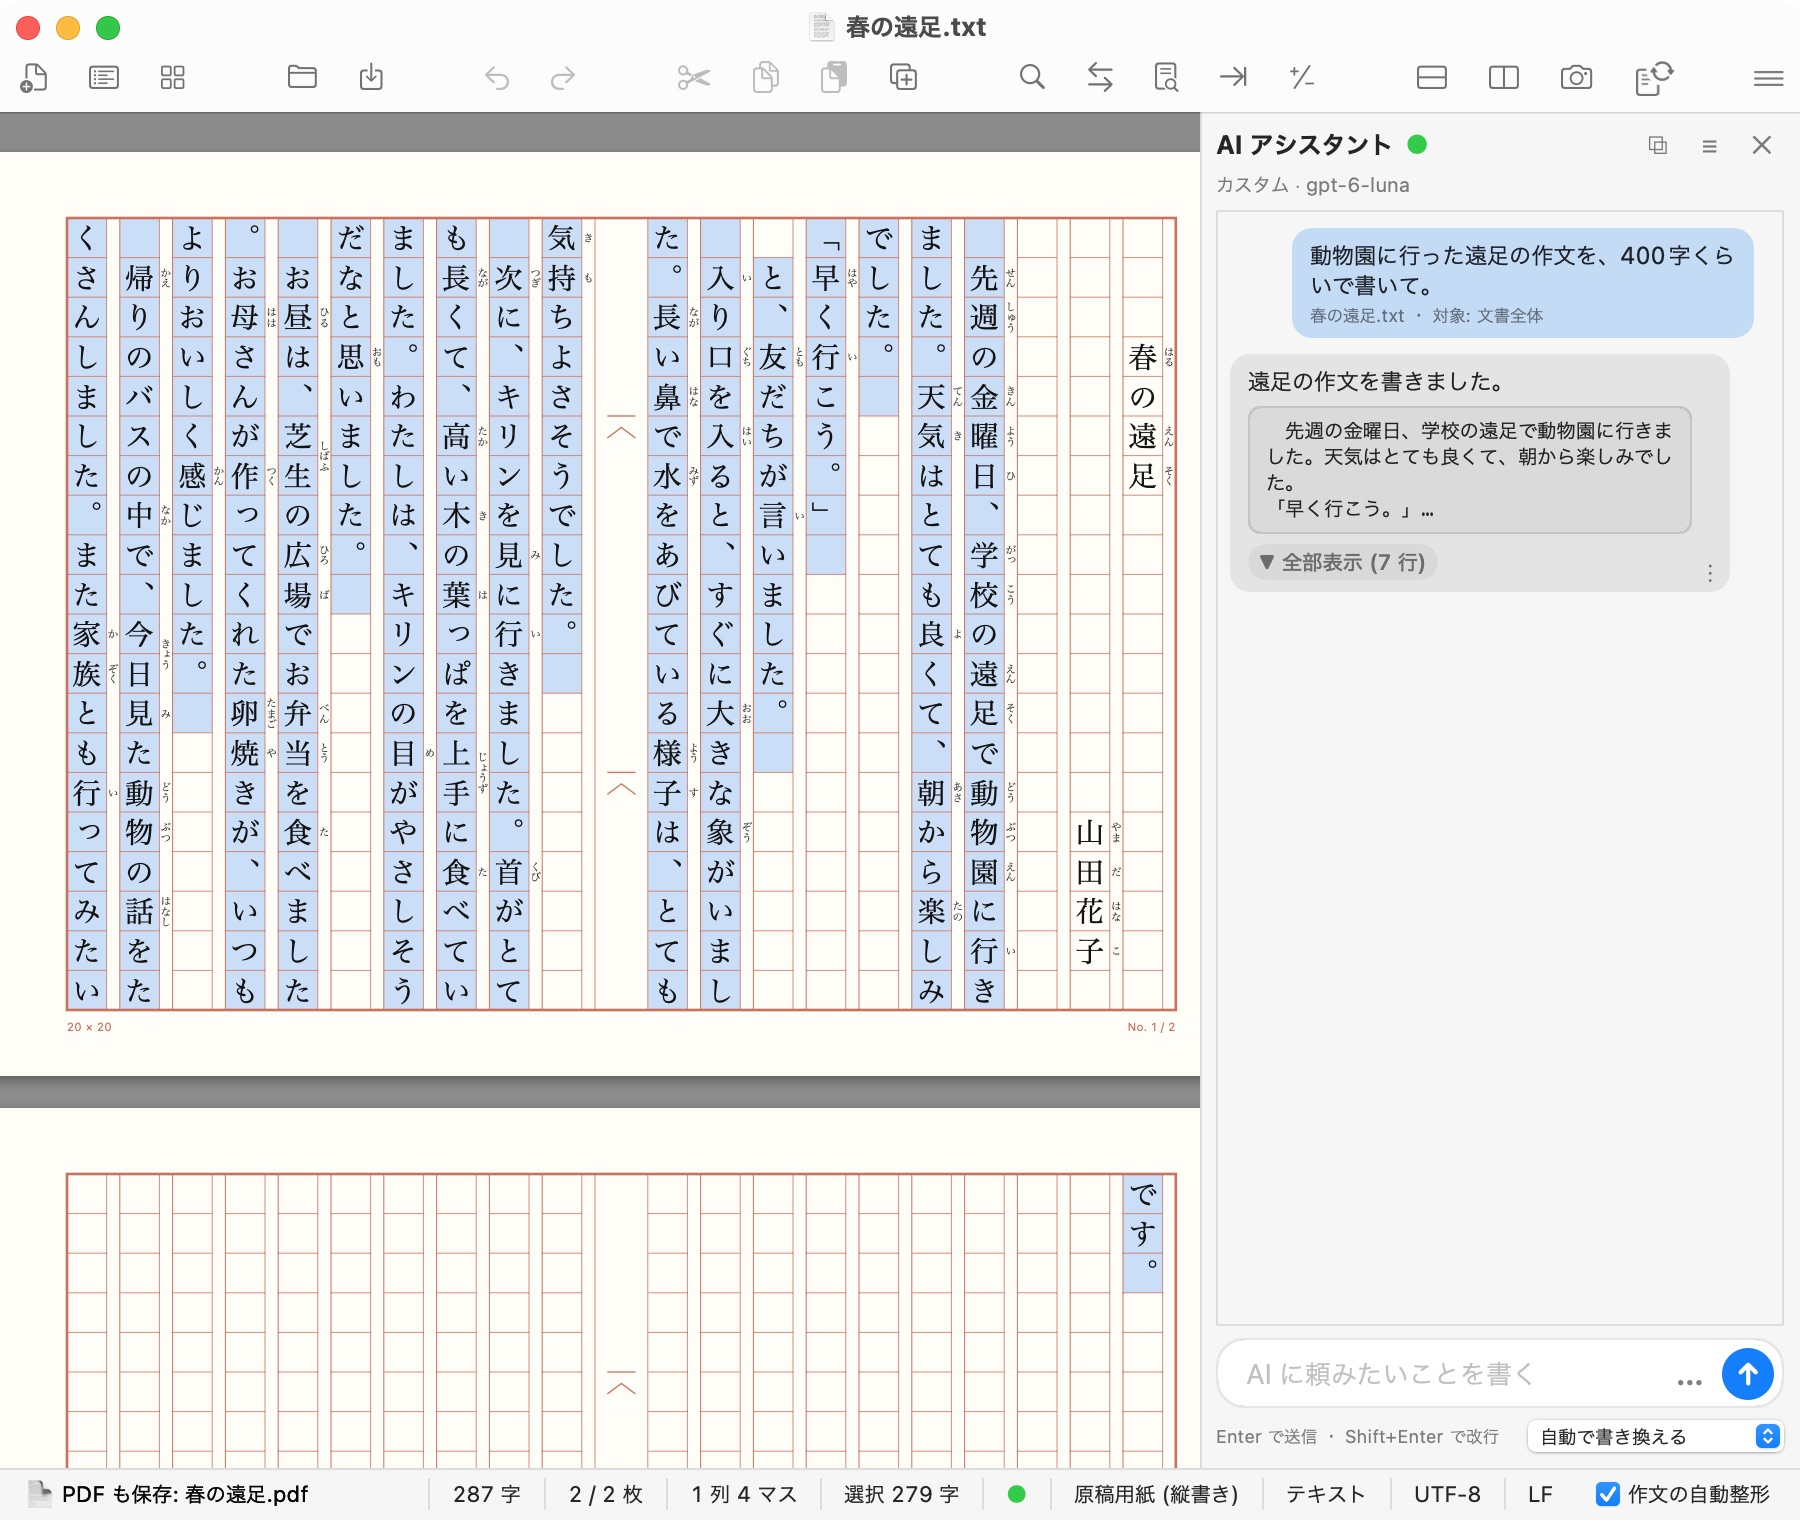 春の遠足.txt
春の遠足
山田花子
先週の金曜日、学校の遠足で動物園に行き
ました。天気はとても良くて、朝から楽しみ
でした。
「早く行こう。」
と、友だちが言いました。
入り口を入ると、すぐに大きな象がいまし
た。長い鼻で水をあびている様子は、とても
気持ちよさそうでした。
次に、キリンを見に行きました。首がとて
も長くて、高い木の葉っぱを上手に食べてい
ました。わたしは、キリンの目がやさしそう
だなと思いました。
お昼は、芝生の広場でお弁当を食べました
。お母さんが作ってくれた卵焼きが、いつも
よりおいしく感じました。
帰りのバスの中で、今日見た動物の話をた
くさんしました。また家族とも行ってみたい
20 × 20
No. 1 / 2
です。
AI アシスタント
カスタム · gpt-6-luna
動物園に行った遠足の作文を、400字くら
いで書いて。
春の遠足.txt ・ 対象: 文書全体
遠足の作文を書きました。
先週の金曜日、学校の遠足で動物園に行きま
した。天気はとても良くて、朝から楽しみでし
た。
「早く行こう。」…
▼ 全部表示 (7 行)
AI に頼みたいことを書く
Enter で送信 ・ Shift+Enter で改行
自動で書き換える
PDF も保存: 春の遠足.pdf
287 字
2 / 2 枚
1 列 4 マス
選択 279 字
原稿用紙 (縦書き)
テキスト
UTF-8
LF
作文の自動整形